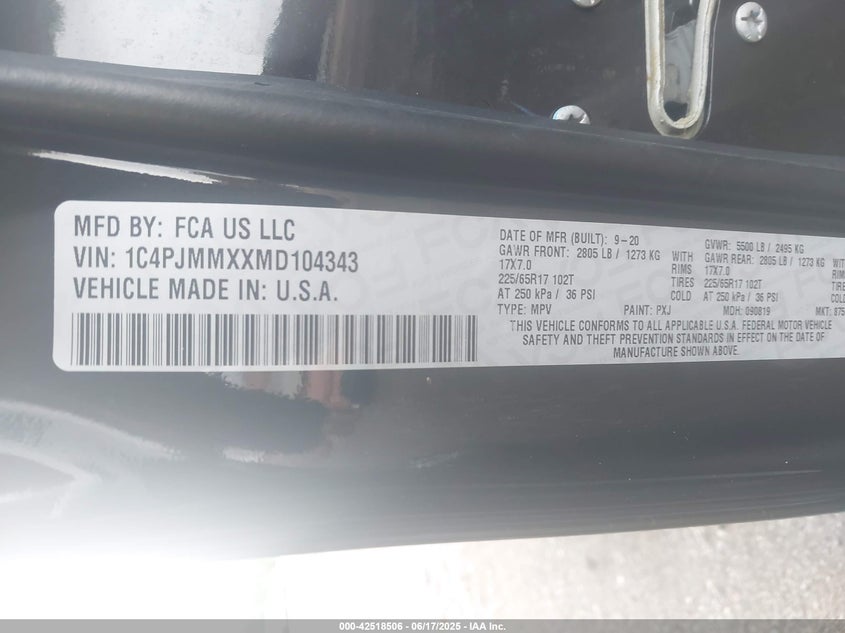 MFD BY: FCA US LLC
VIN: 1C4PJMMXXMD104343
VEHICLE MADE IN: U.S.A.
DATE OF MFR (BUILT): 9-20 GVWR: 5500 LB / 2495 KG
GAWR FRONT: 2805 LB / 1273 KG WITH GAWR REAR: 2805 LB / 1273 KG WIT
17X7.0 RIMS 17X7.0
225/65R17 102T TIRES 225/65R17 102T
AT 250 kPa / 36 PSI COLD AT 250 kPa / 36 PSI
TYPE: MPV PAINT: PXJ MDH: 090819 MKT: 875
THIS VEHICLE CONFORMS TO ALL APPLICABLE U.S.A. FEDERAL MOTOR VEHICLE
SAFETY AND THEFT PREVENTION STANDARDS IN EFFECT ON THE DATE OF
MANUFACTURE SHOWN ABOVE.
000-42518506 - 06/17/2025 - IAA Inc.